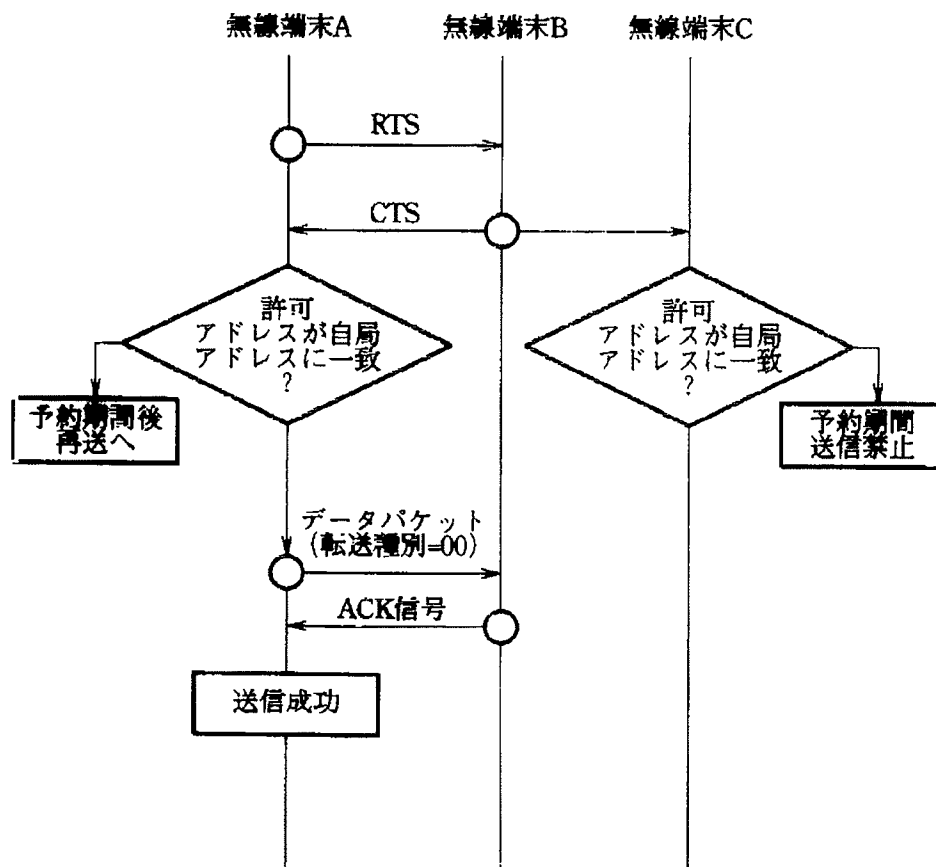 無線端末A
無線端末B
無線端末C
RTS
CTS
許可
アドレスが自局
アドレスに一致
?
許可
アドレスが自局
アドレスに一致
?
予約期間後
再送へ
予約期間
送信禁止
データパケット
(転送種別=00)
ACK信号
送信成功